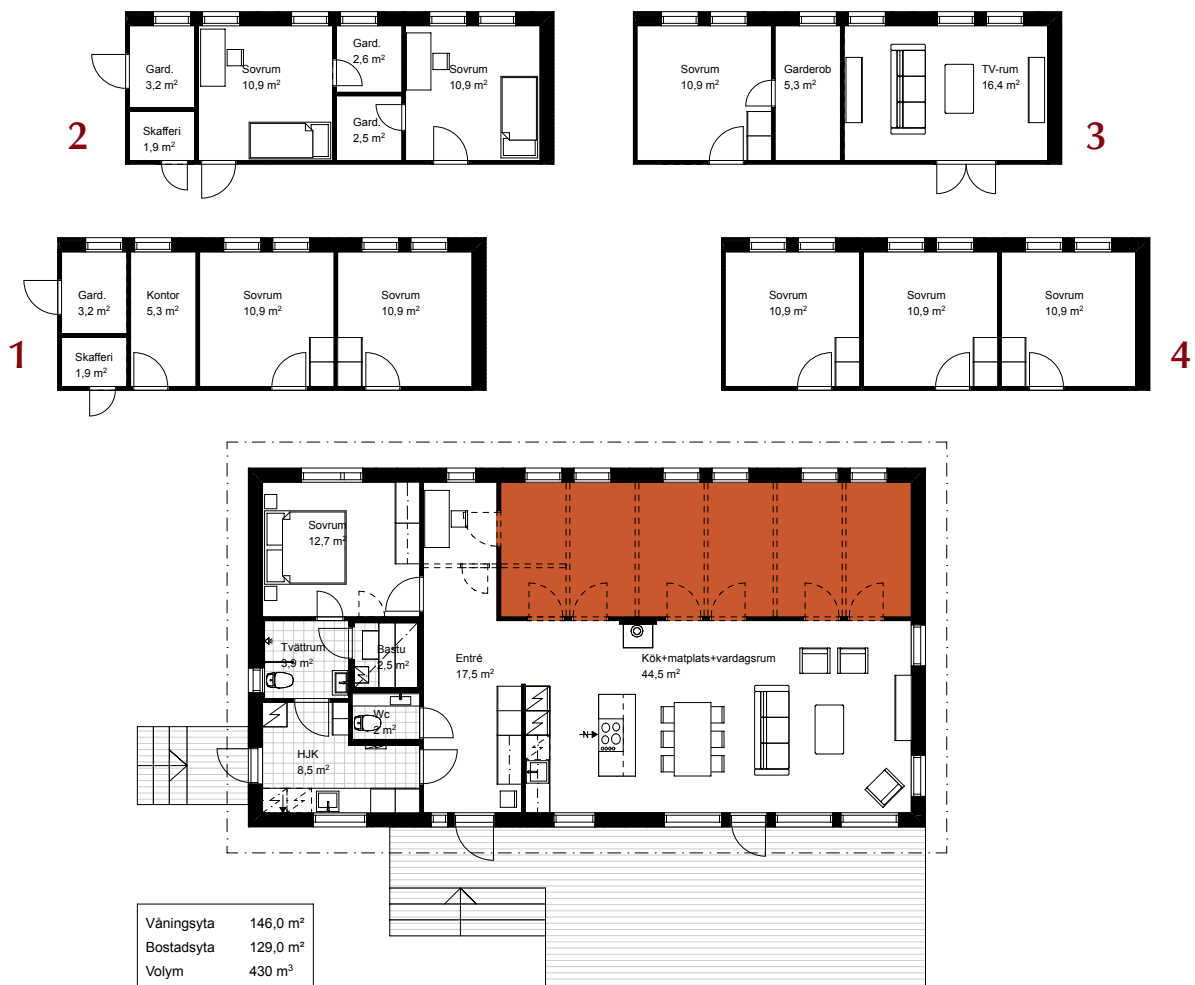 2
Gard.
3,2 m²
Skafferi
1,9 m²
Sovrum
10,9 m²
Gard.
2,6 m²
Gard.
2,5 m²
Sovrum
10,9 m²
Sovrum
10,9 m²
Garderob
5,3 m²
TV-rum
16,4 m²
3
1
Gard.
3,2 m²
Skafferi
1,9 m²
Kontor
5,3 m²
Sovrum
10,9 m²
Sovrum
10,9 m²
Sovrum
10,9 m²
Sovrum
10,9 m²
Sovrum
10,9 m²
4
Sovrum
12,7 m²
Tvättrum
3,9 m²
Bastu
2,5 m²
Entré
17,5 m²
Kök+matplats+vardagsrum
44,5 m²
Wc
2 m²
HJK
8,5 m²
Våningsyta 146,0 m²
Bostadsyta 129,0 m²
Volym 430 m³